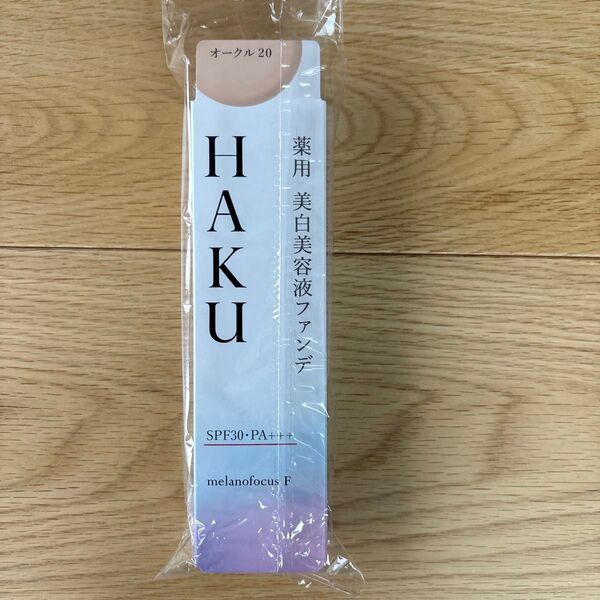 オークル20
HAKU
薬用 美白美容液ファンデ
SPF30・PA+++
melanofocus F